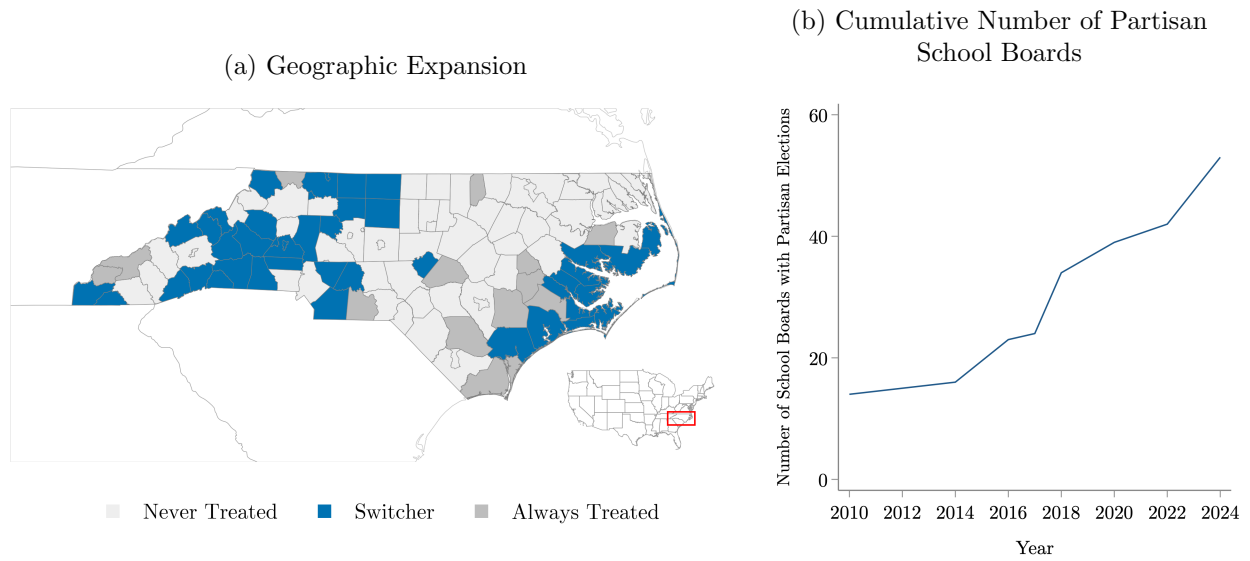 (a) Geographic Expansion
Never Treated
Switcher
Always Treated
(b) Cumulative Number of Partisan
School Boards
Number of School Boards with Partisan Elections
60
40
20
0
2010 2012 2014 2016 2018 2020 2022 2024
Year